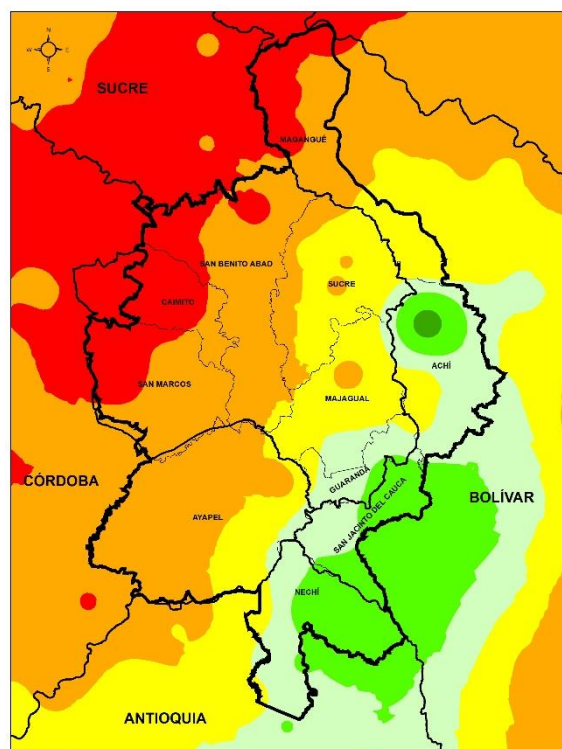 N
W E
S
SUCRE
MAGANGUÉ
SAN BENITO ABAD
SUCRE
CAIMITO
ACHÍ
SAN MARCOS
MAJAGUAL
CÓRDOBA
GUARANDA
BOLÍVAR
AYAPEL
SAN JACINTO DEL CAUCA
NECHÍ
ANTIOQUIA